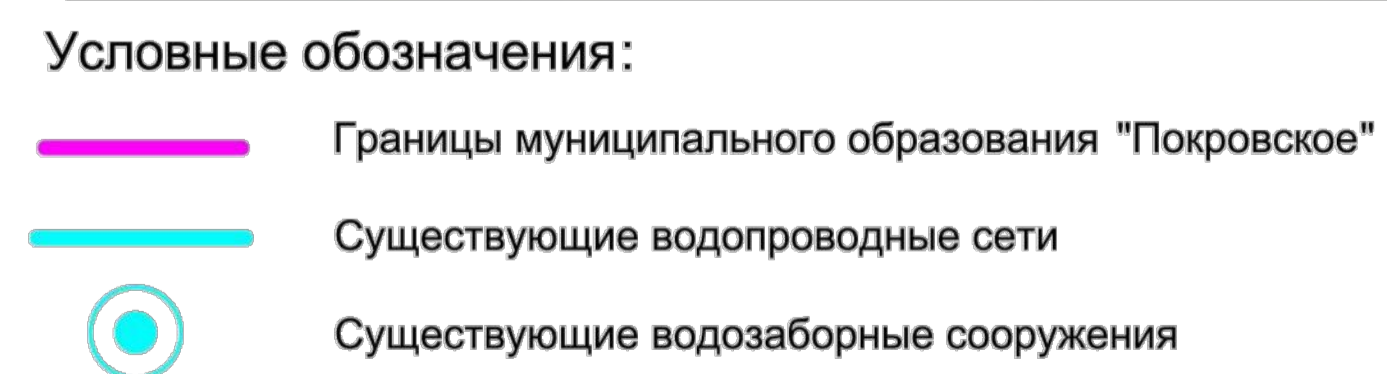 Условные обозначения:
Границы муниципального образования "Покровское"
Существующие водопроводные сети
Существующие водозаборные сооружения